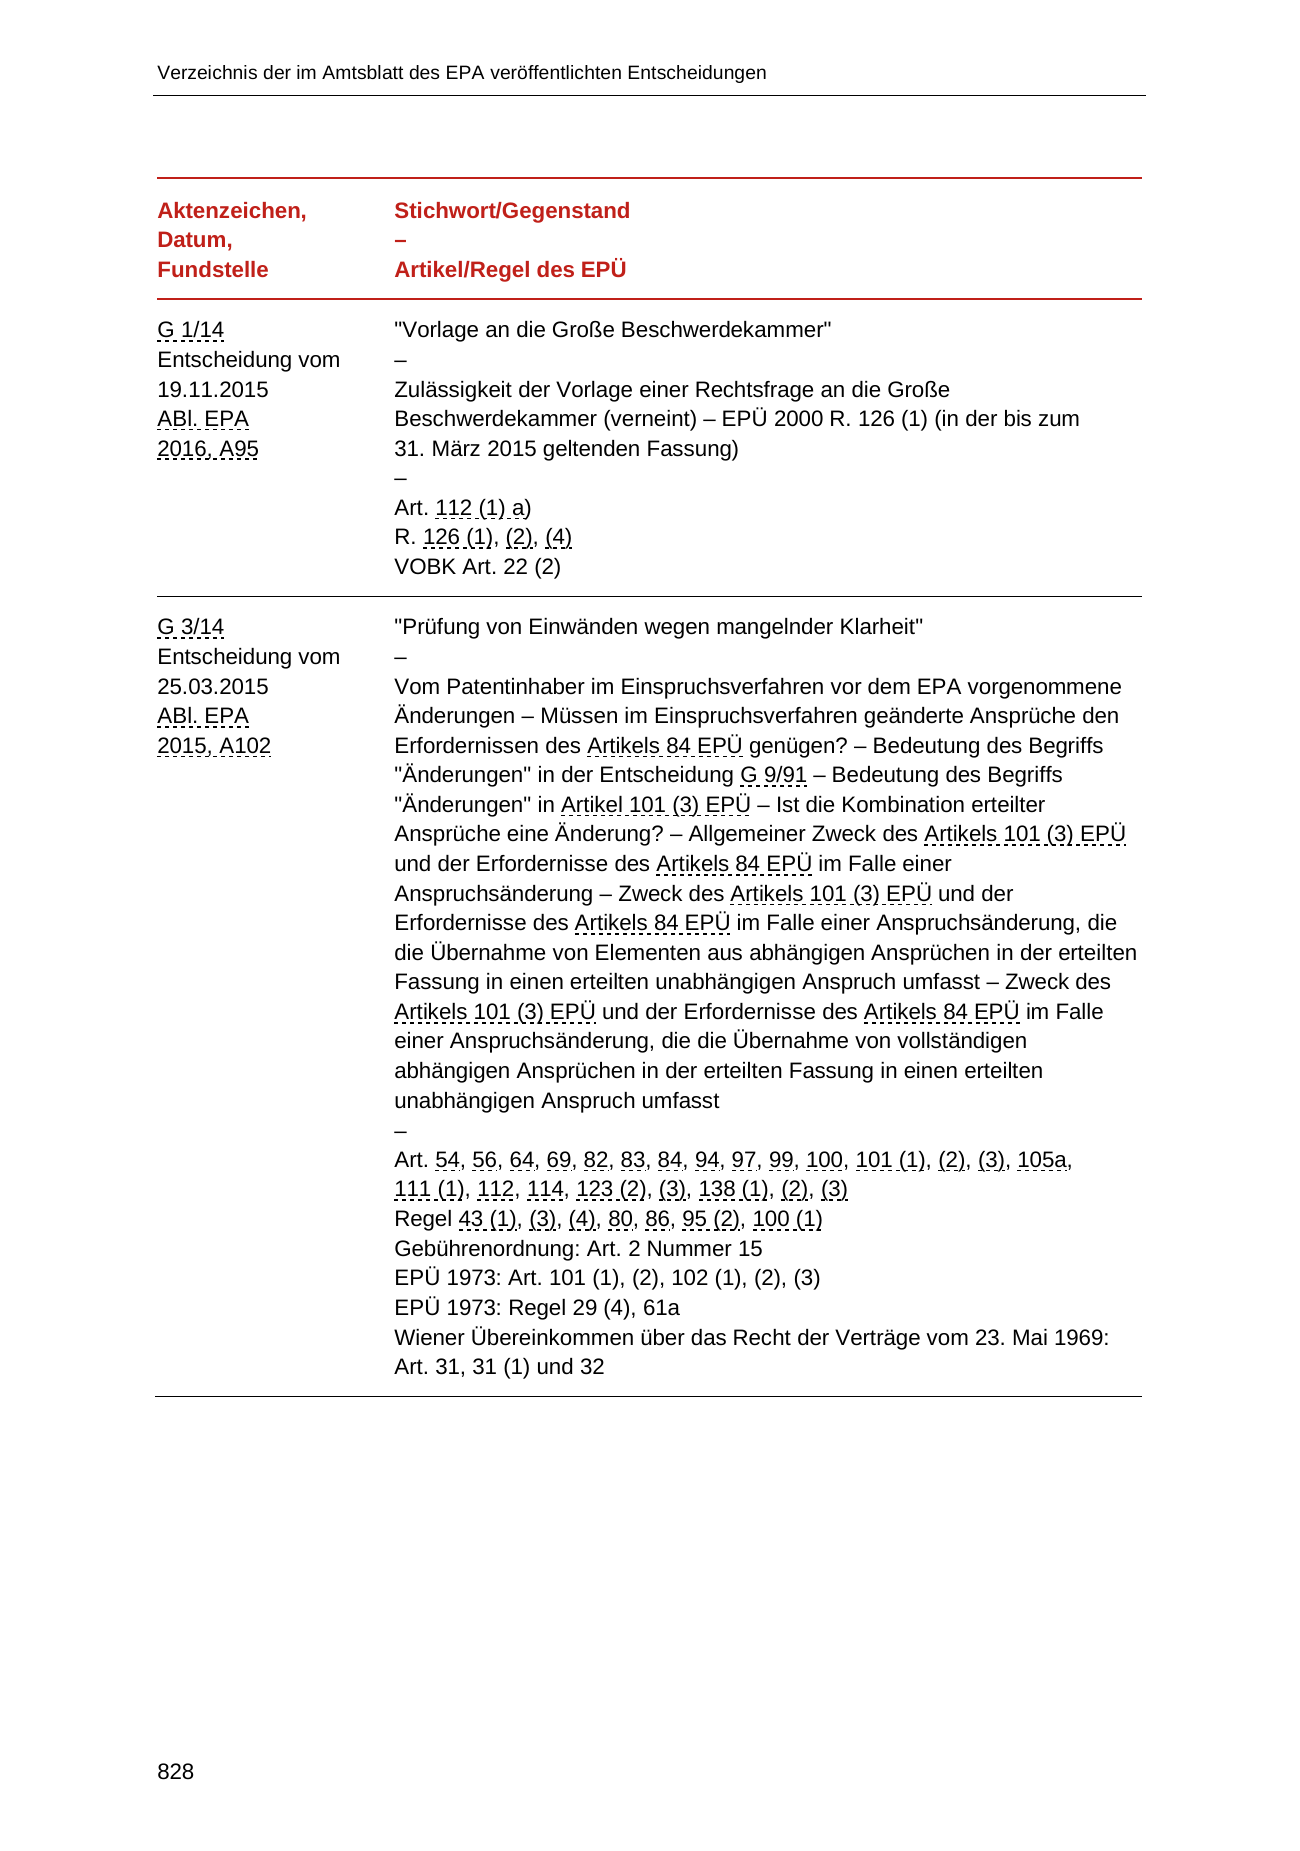 Verzeichnis der im Amtsblatt des EPA veröffentlichten Entscheidungen
Aktenzeichen,
Datum,
Fundstelle
Stichwort/Gegenstand
–
Artikel/Regel des EPÜ
G 1/14
Entscheidung vom
19.11.2015
ABl. EPA
2016, A95
"Vorlage an die Große Beschwerdekammer"
–
Zulässigkeit der Vorlage einer Rechtsfrage an die Große
Beschwerdekammer (verneint) – EPÜ 2000 R. 126 (1) (in der bis zum
31. März 2015 geltenden Fassung)
–
Art. 112 (1) a)
R. 126 (1), (2), (4)
VOBK Art. 22 (2)
G 3/14
Entscheidung vom
25.03.2015
ABl. EPA
2015, A102
"Prüfung von Einwänden wegen mangelnder Klarheit"
–
Vom Patentinhaber im Einspruchsverfahren vor dem EPA vorgenommene
Änderungen – Müssen im Einspruchsverfahren geänderte Ansprüche den
Erfordernissen des Artikels 84 EPÜ genügen? – Bedeutung des Begriffs
"Änderungen" in der Entscheidung G 9/91 – Bedeutung des Begriffs
"Änderungen" in Artikel 101 (3) EPÜ – Ist die Kombination erteilter
Ansprüche eine Änderung? – Allgemeiner Zweck des Artikels 101 (3) EPÜ
und der Erfordernisse des Artikels 84 EPÜ im Falle einer
Anspruchsänderung – Zweck des Artikels 101 (3) EPÜ und der
Erfordernisse des Artikels 84 EPÜ im Falle einer Anspruchsänderung, die
die Übernahme von Elementen aus abhängigen Ansprüchen in der erteilten
Fassung in einen erteilten unabhängigen Anspruch umfasst – Zweck des
Artikels 101 (3) EPÜ und der Erfordernisse des Artikels 84 EPÜ im Falle
einer Anspruchsänderung, die die Übernahme von vollständigen
abhängigen Ansprüchen in der erteilten Fassung in einen erteilten
unabhängigen Anspruch umfasst
–
Art. 54, 56, 64, 69, 82, 83, 84, 94, 97, 99, 100, 101 (1), (2), (3), 105a,
111 (1), 112, 114, 123 (2), (3), 138 (1), (2), (3)
Regel 43 (1), (3), (4), 80, 86, 95 (2), 100 (1)
Gebührenordnung: Art. 2 Nummer 15
EPÜ 1973: Art. 101 (1), (2), 102 (1), (2), (3)
EPÜ 1973: Regel 29 (4), 61a
Wiener Übereinkommen über das Recht der Verträge vom 23. Mai 1969:
Art. 31, 31 (1) und 32
828